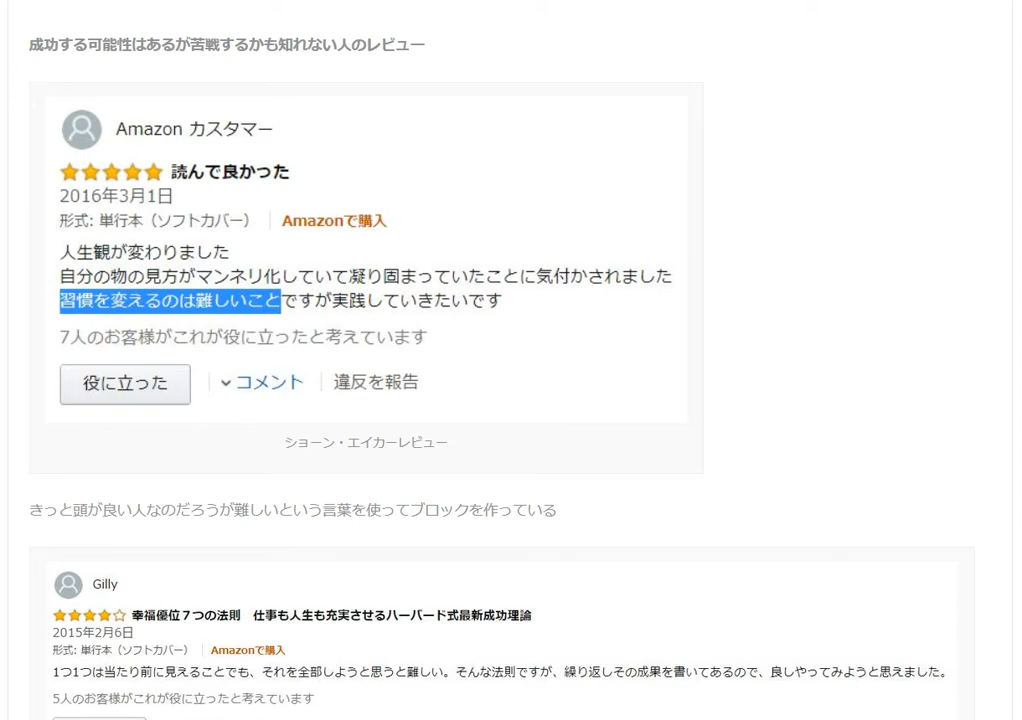 成功する可能性はあるが苦戦するかも知れない人のレビュー
Amazon カスタマー
読んで良かった
2016年3月1日
形式: 単行本（ソフトカバー） Amazonで購入
人生観が変わりました
自分の物の見方がマンネリ化していて凝り固まっていたことに気付かされました
習慣を変えるのは難しいことですが実践していきたいです
7人のお客様がこれが役に立ったと考えています
役に立った コメント 違反を報告
ショーン・エイカーレビュー
きっと頭が良い人なのだろうが難しいという言葉を使ってブロックを作っている
Gilly
幸福優位７つの法則　仕事も人生も充実させるハーバード式最新成功理論
2015年2月6日
形式: 単行本（ソフトカバー） Amazonで購入
1つ1つは当たり前に見えることでも、それを全部しようと思うと難しい。そんな法則ですが、繰り返しその成果を書いてあるので、良しやってみようと思えました。
5人のお客様がこれが役に立ったと考えています